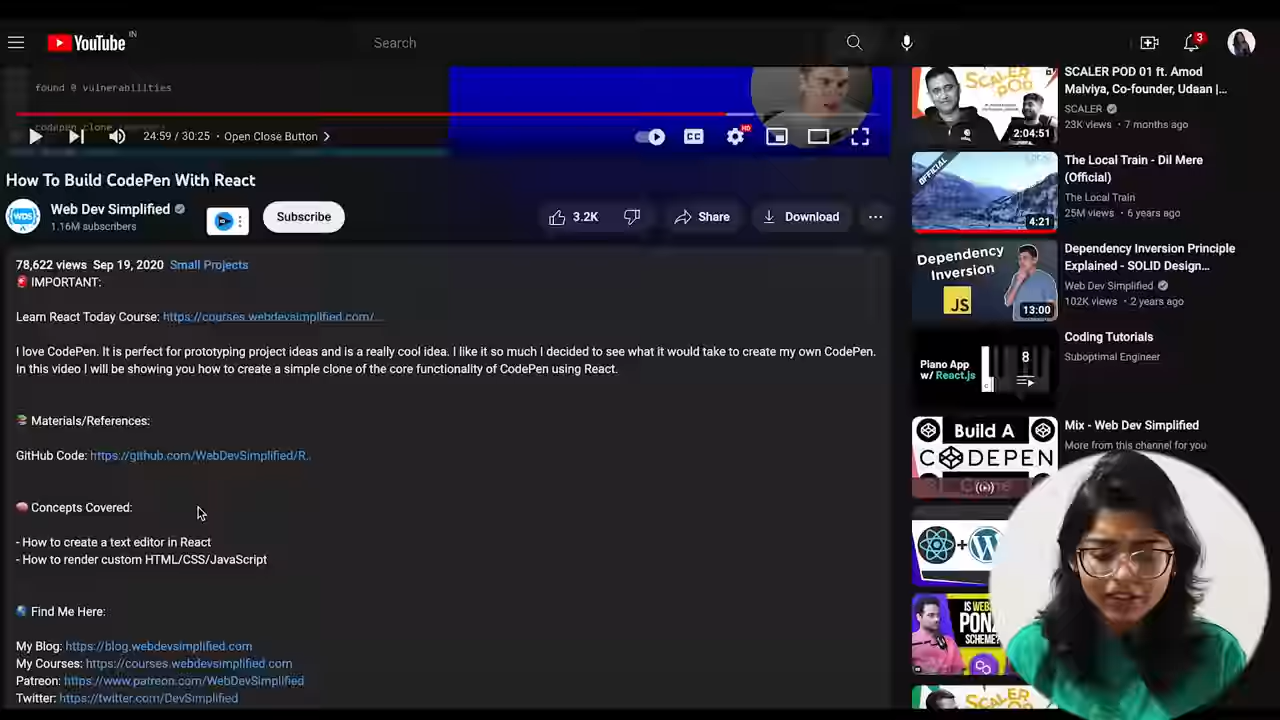 YouTube IN
Search
3
found 0 vulnerabilities
24:59 / 30:25 • Open Close Button
CC
HD
How To Build CodePen With React
WDS
Web Dev Simplified
1.16M subscribers
Subscribe
3.2K
Share
Download
78,622 views Sep 19, 2020 Small Projects
IMPORTANT:
Learn React Today Course: https://courses.webdevsimplified.com/...
I love CodePen. It is perfect for prototyping project ideas and is a really cool idea. I like it so much I decided to see what it would take to create my own CodePen.
In this video I will be showing you how to create a simple clone of the core functionality of CodePen using React.
Materials/References:
GitHub Code: https://github.com/WebDevSimplified/R..
Concepts Covered:
- How to create a text editor in React
- How to render custom HTML/CSS/JavaScript
Find Me Here:
My Blog: https://blog.webdevsimplified.com
My Courses: https://courses.webdevsimplified.com
Patreon: https://www.patreon.com/WebDevSimplified
Twitter: https://twitter.com/DevSimplified
SCALER POD
2:04:51
SCALER POD 01 ft. Amod
Malviya, Co-founder, Udaan |...
SCALER
23K views • 7 months ago
OFFICIAL
4:21
The Local Train - Dil Mere
(Official)
The Local Train
25M views • 6 years ago
Dependency
Inversion
JS
13:00
Dependency Inversion Principle
Explained - SOLID Design...
Web Dev Simplified
102K views • 2 years ago
Piano App
w/ React.js
8
Coding Tutorials
Suboptimal Engineer
Build A
CODEPEN
Mix - Web Dev Simplified
More from this channel for you
IS WEB
PON
SCHEME?
SCALER